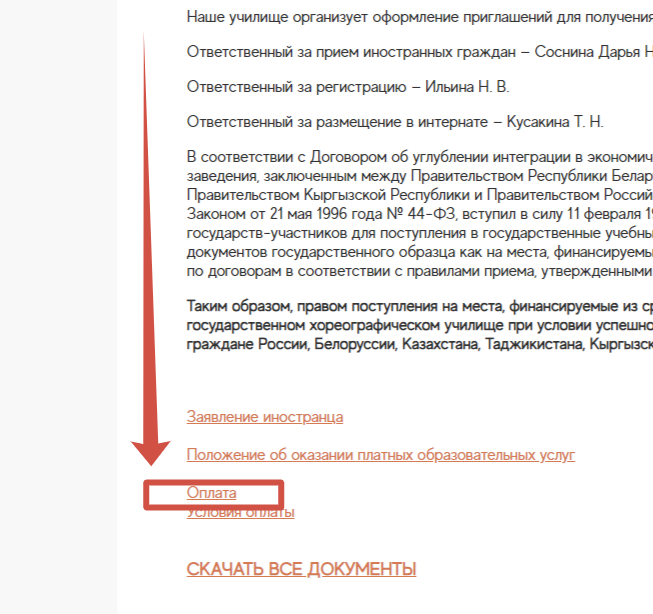 Наше училище организует оформление приглашений для получения
Ответственный за прием иностранных граждан – Соснина Дарья Н
Ответственный за регистрацию – Ильина Н. В.
Ответственный за размещение в интернате – Кусакина Т. Н.
В соответствии с Договором об углублении интеграции в экономич
заведения, заключенным между Правительством Республики Белар
Правительством Кыргызской Республики и Правительством Россий
Законом от 21 мая 1996 года № 44-ФЗ, вступил в силу 11 февраля 19
государств-участников для поступления в государственные учебны
документов государственного образца как на места, финансируемы
по договорам в соответствии с правилами приема, утвержденными
Таким образом, правом поступления на места, финансируемые из ср
государственном хореографическом училище при условии успешно
граждане России, Белоруссии, Казахстана, Таджикистана, Кыргызск
Заявление иностранца
Положение об оказании платных образовательных услуг
Оплата
Условия оплаты
СКАЧАТЬ ВСЕ ДОКУМЕНТЫ